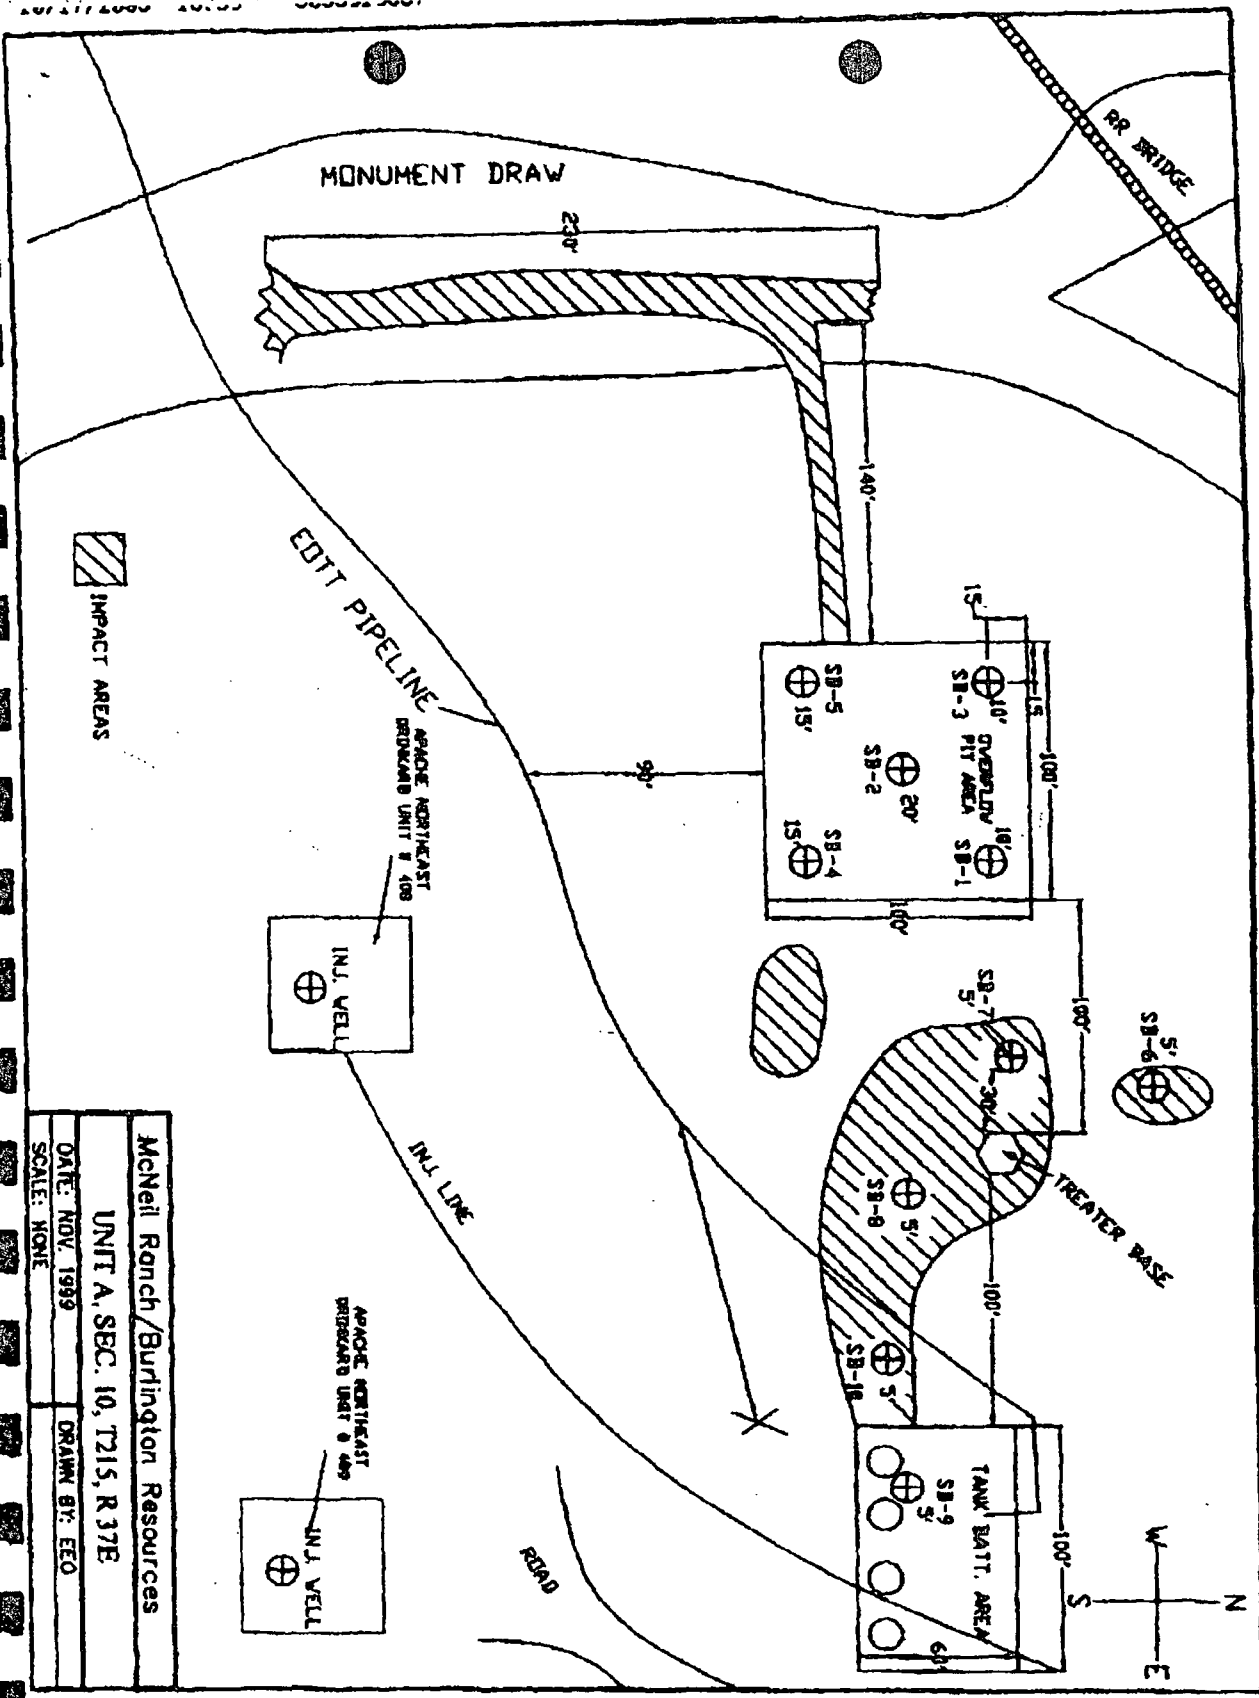 RR BRIDGE
MONUMENT DRAW
230'
140'
EOTT PIPELINE
IMPACT AREAS
15'
15
100'
SB-3
10'
SB-5
15'
OVERFLOW
PIT AREA
SB-2
20'
SB-1
10'
SB-4
15'
100'
90'
APACHE NORTHEAST
DRINKARD UNIT # 408
INJ. WELL
INJ. LINE
100'
SB-6
5'
SB-7
5'
30'
TREATER BASE
SB-8
5'
100'
SB-10
5'
TANK BATT. AREA
SB-9
5'
100'
60'
N
S
W
E
ROAD
APACHE NORTHEAST
DRINKARD UNIT # 409
INJ. WELL
McNeil Ranch/Burlington Resources
UNIT A, SEC. 10, T21S, R37E
DATE: NOV. 1999
DRAWN BY: EEO
SCALE: NONE